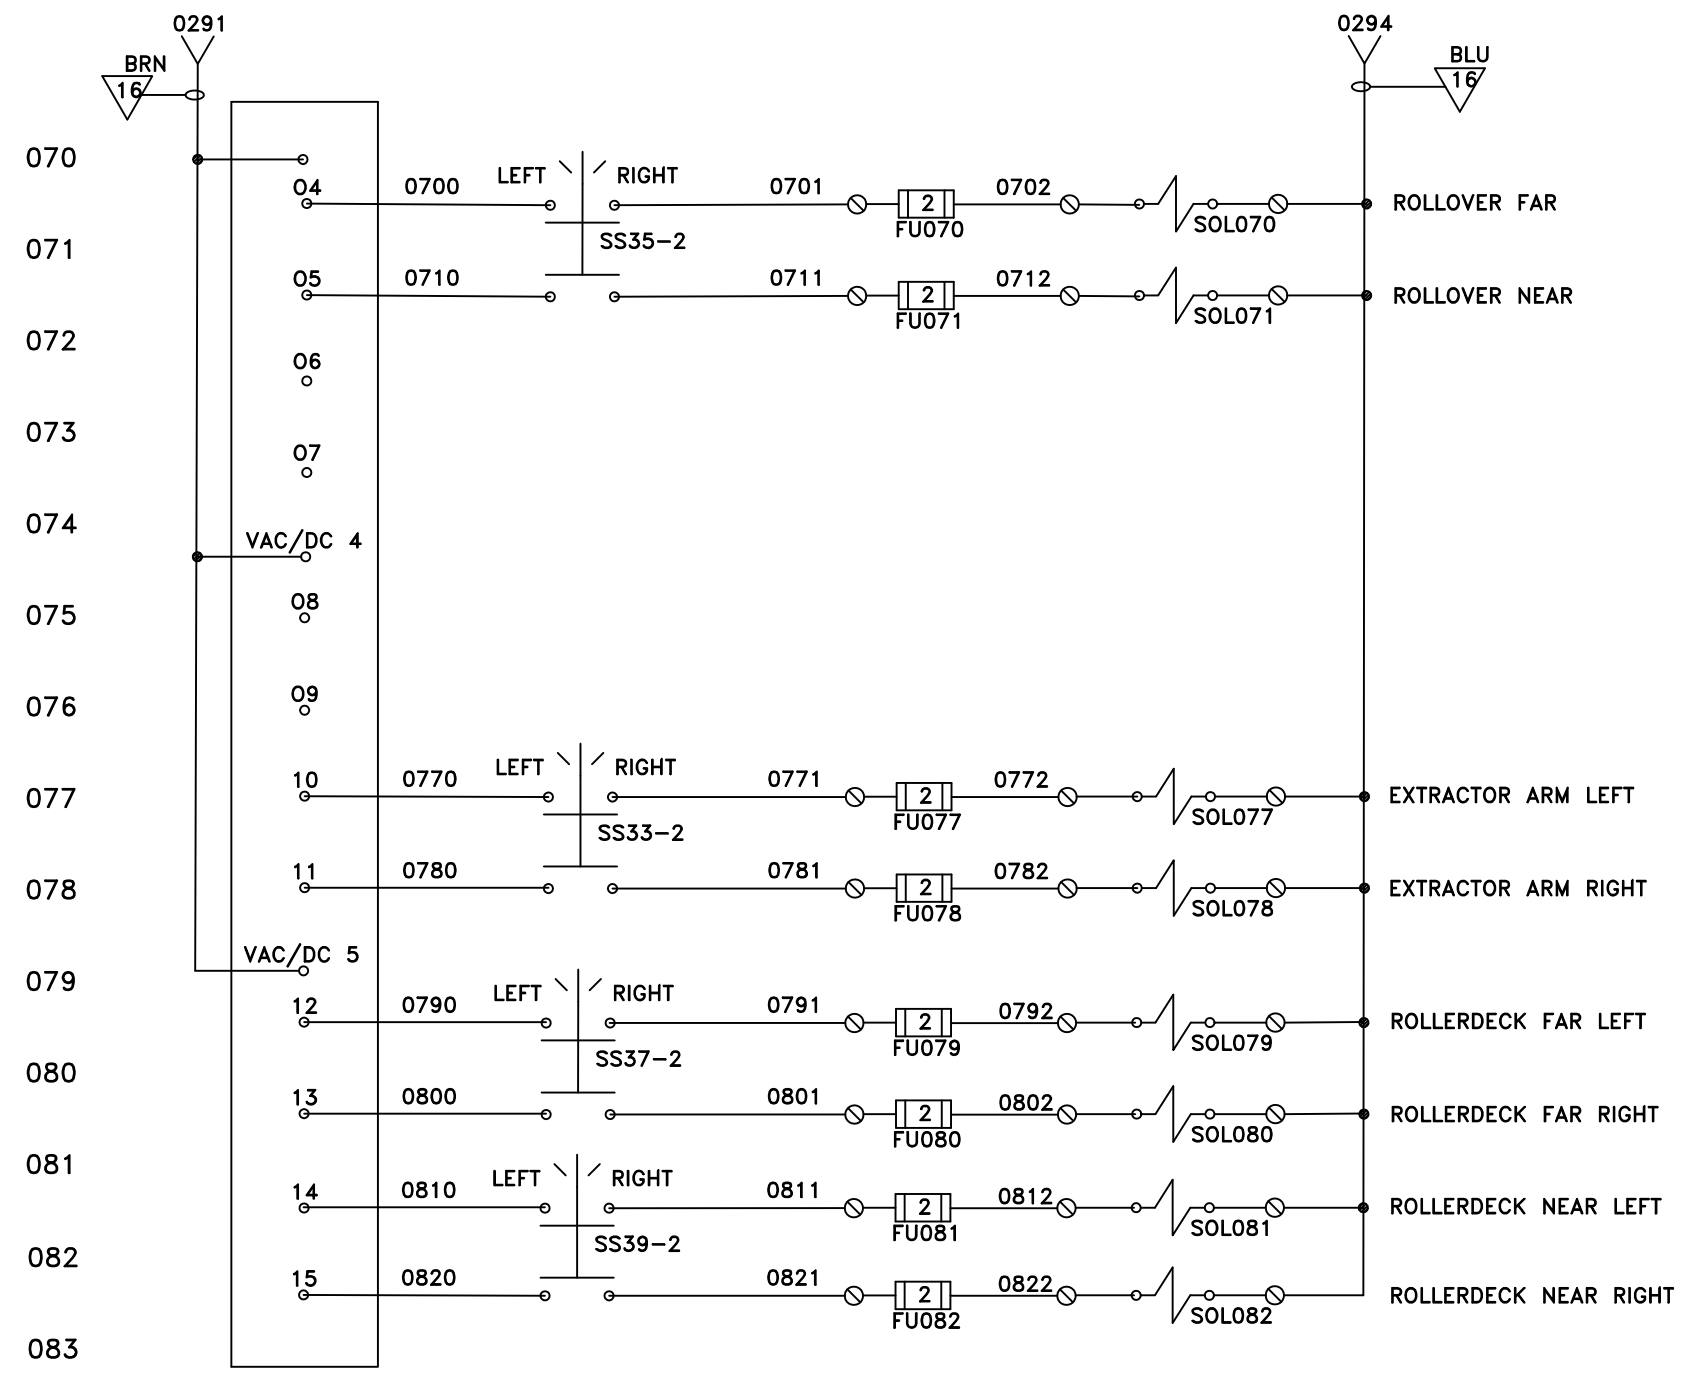 0291
0294
BRN
16
BLU
16
070
O4
0700
LEFT
RIGHT
SS35-2
0701
2
FU070
0702
SOL070
ROLLOVER FAR
071
O5
0710
0711
2
FU071
0712
SOL071
ROLLOVER NEAR
072
O6
073
O7
074
VAC/DC 4
O8
075
O9
076
10
0770
LEFT
RIGHT
SS33-2
0771
2
FU077
0772
SOL077
EXTRACTOR ARM LEFT
077
11
0780
0781
2
FU078
0782
SOL078
EXTRACTOR ARM RIGHT
078
VAC/DC 5
079
12
0790
LEFT
RIGHT
SS37-2
0791
2
FU079
0792
SOL079
ROLLERDECK FAR LEFT
080
13
0800
0801
2
FU080
0802
SOL080
ROLLERDECK FAR RIGHT
081
14
0810
LEFT
RIGHT
SS39-2
0811
2
FU081
0812
SOL081
ROLLERDECK NEAR LEFT
082
15
0820
0821
2
FU082
0822
SOL082
ROLLERDECK NEAR RIGHT
083